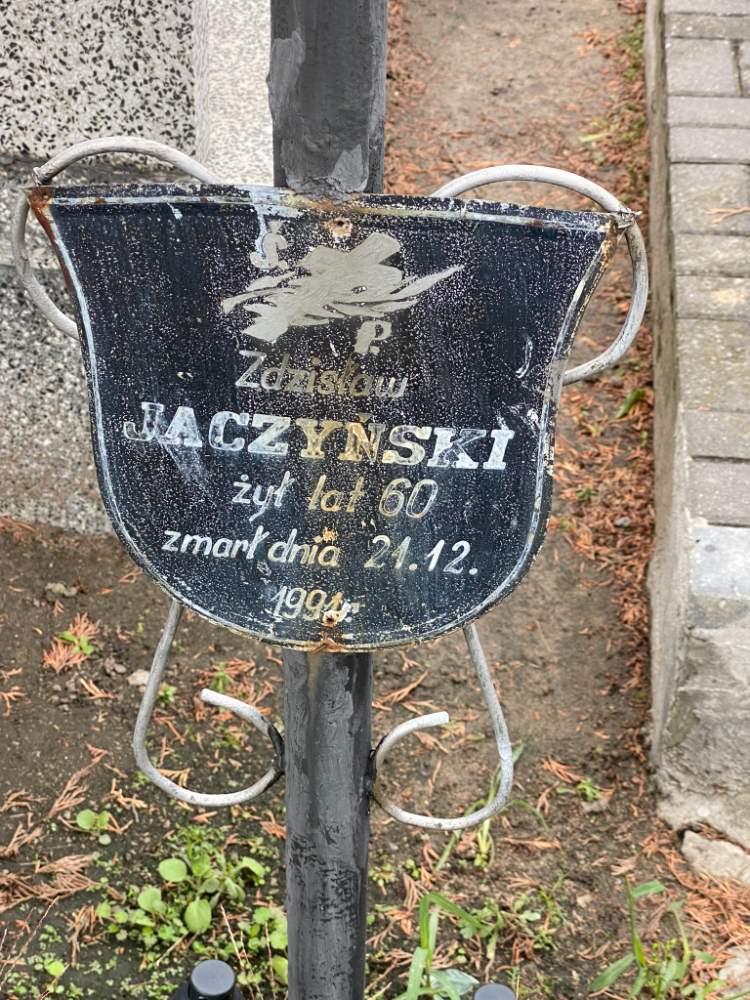 Ś P.
Zdzisław
JACZYŃSKI
żył lat 60
zmarł dnia 21.12.
1991r